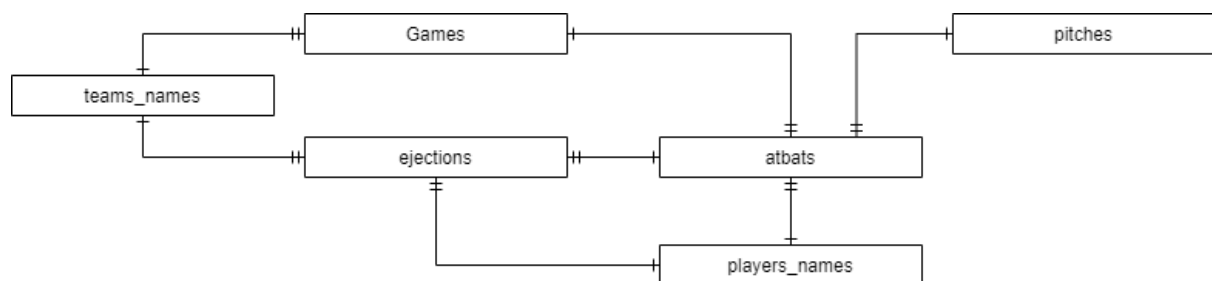 Games
pitches
teams_names
ejections
atbats
players_names